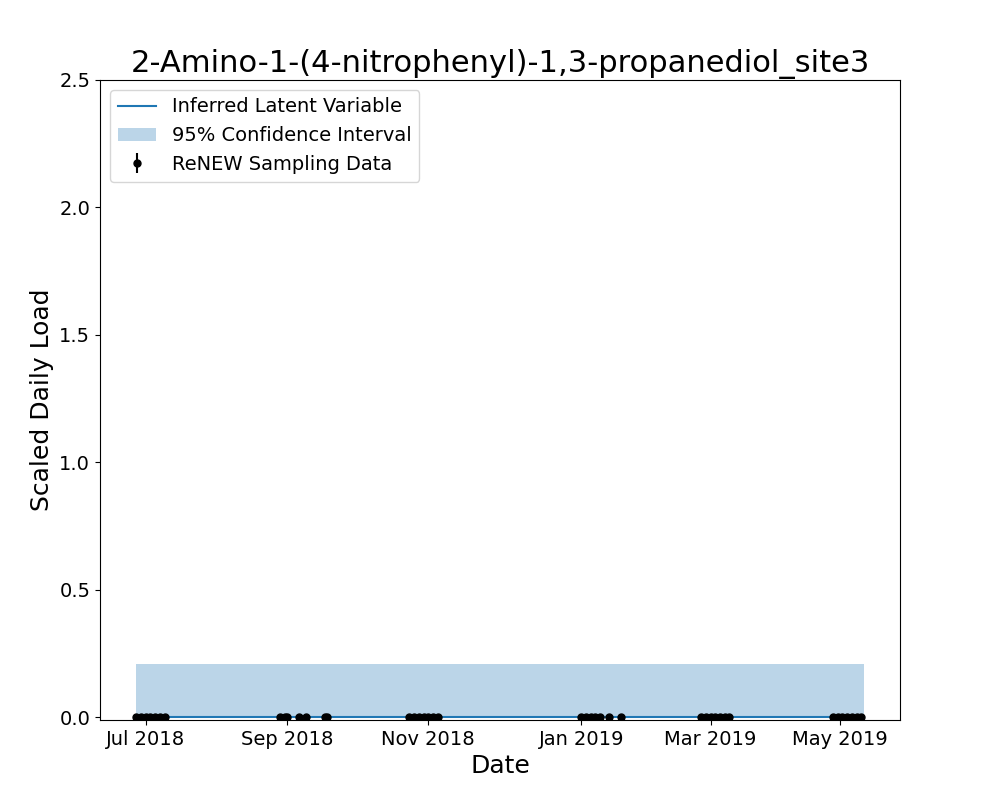 2-Amino-1-(4-nitrophenyl)-1,3-propanediol_site3
2.5
Inferred Latent Variable
95% Confidence Interval
ReNEW Sampling Data
2.0
1.5
1.0
0.5
0.0
Scaled Daily Load
Jul 2018 Sep 2018 Nov 2018 Jan 2019 Mar 2019 May 2019
Date